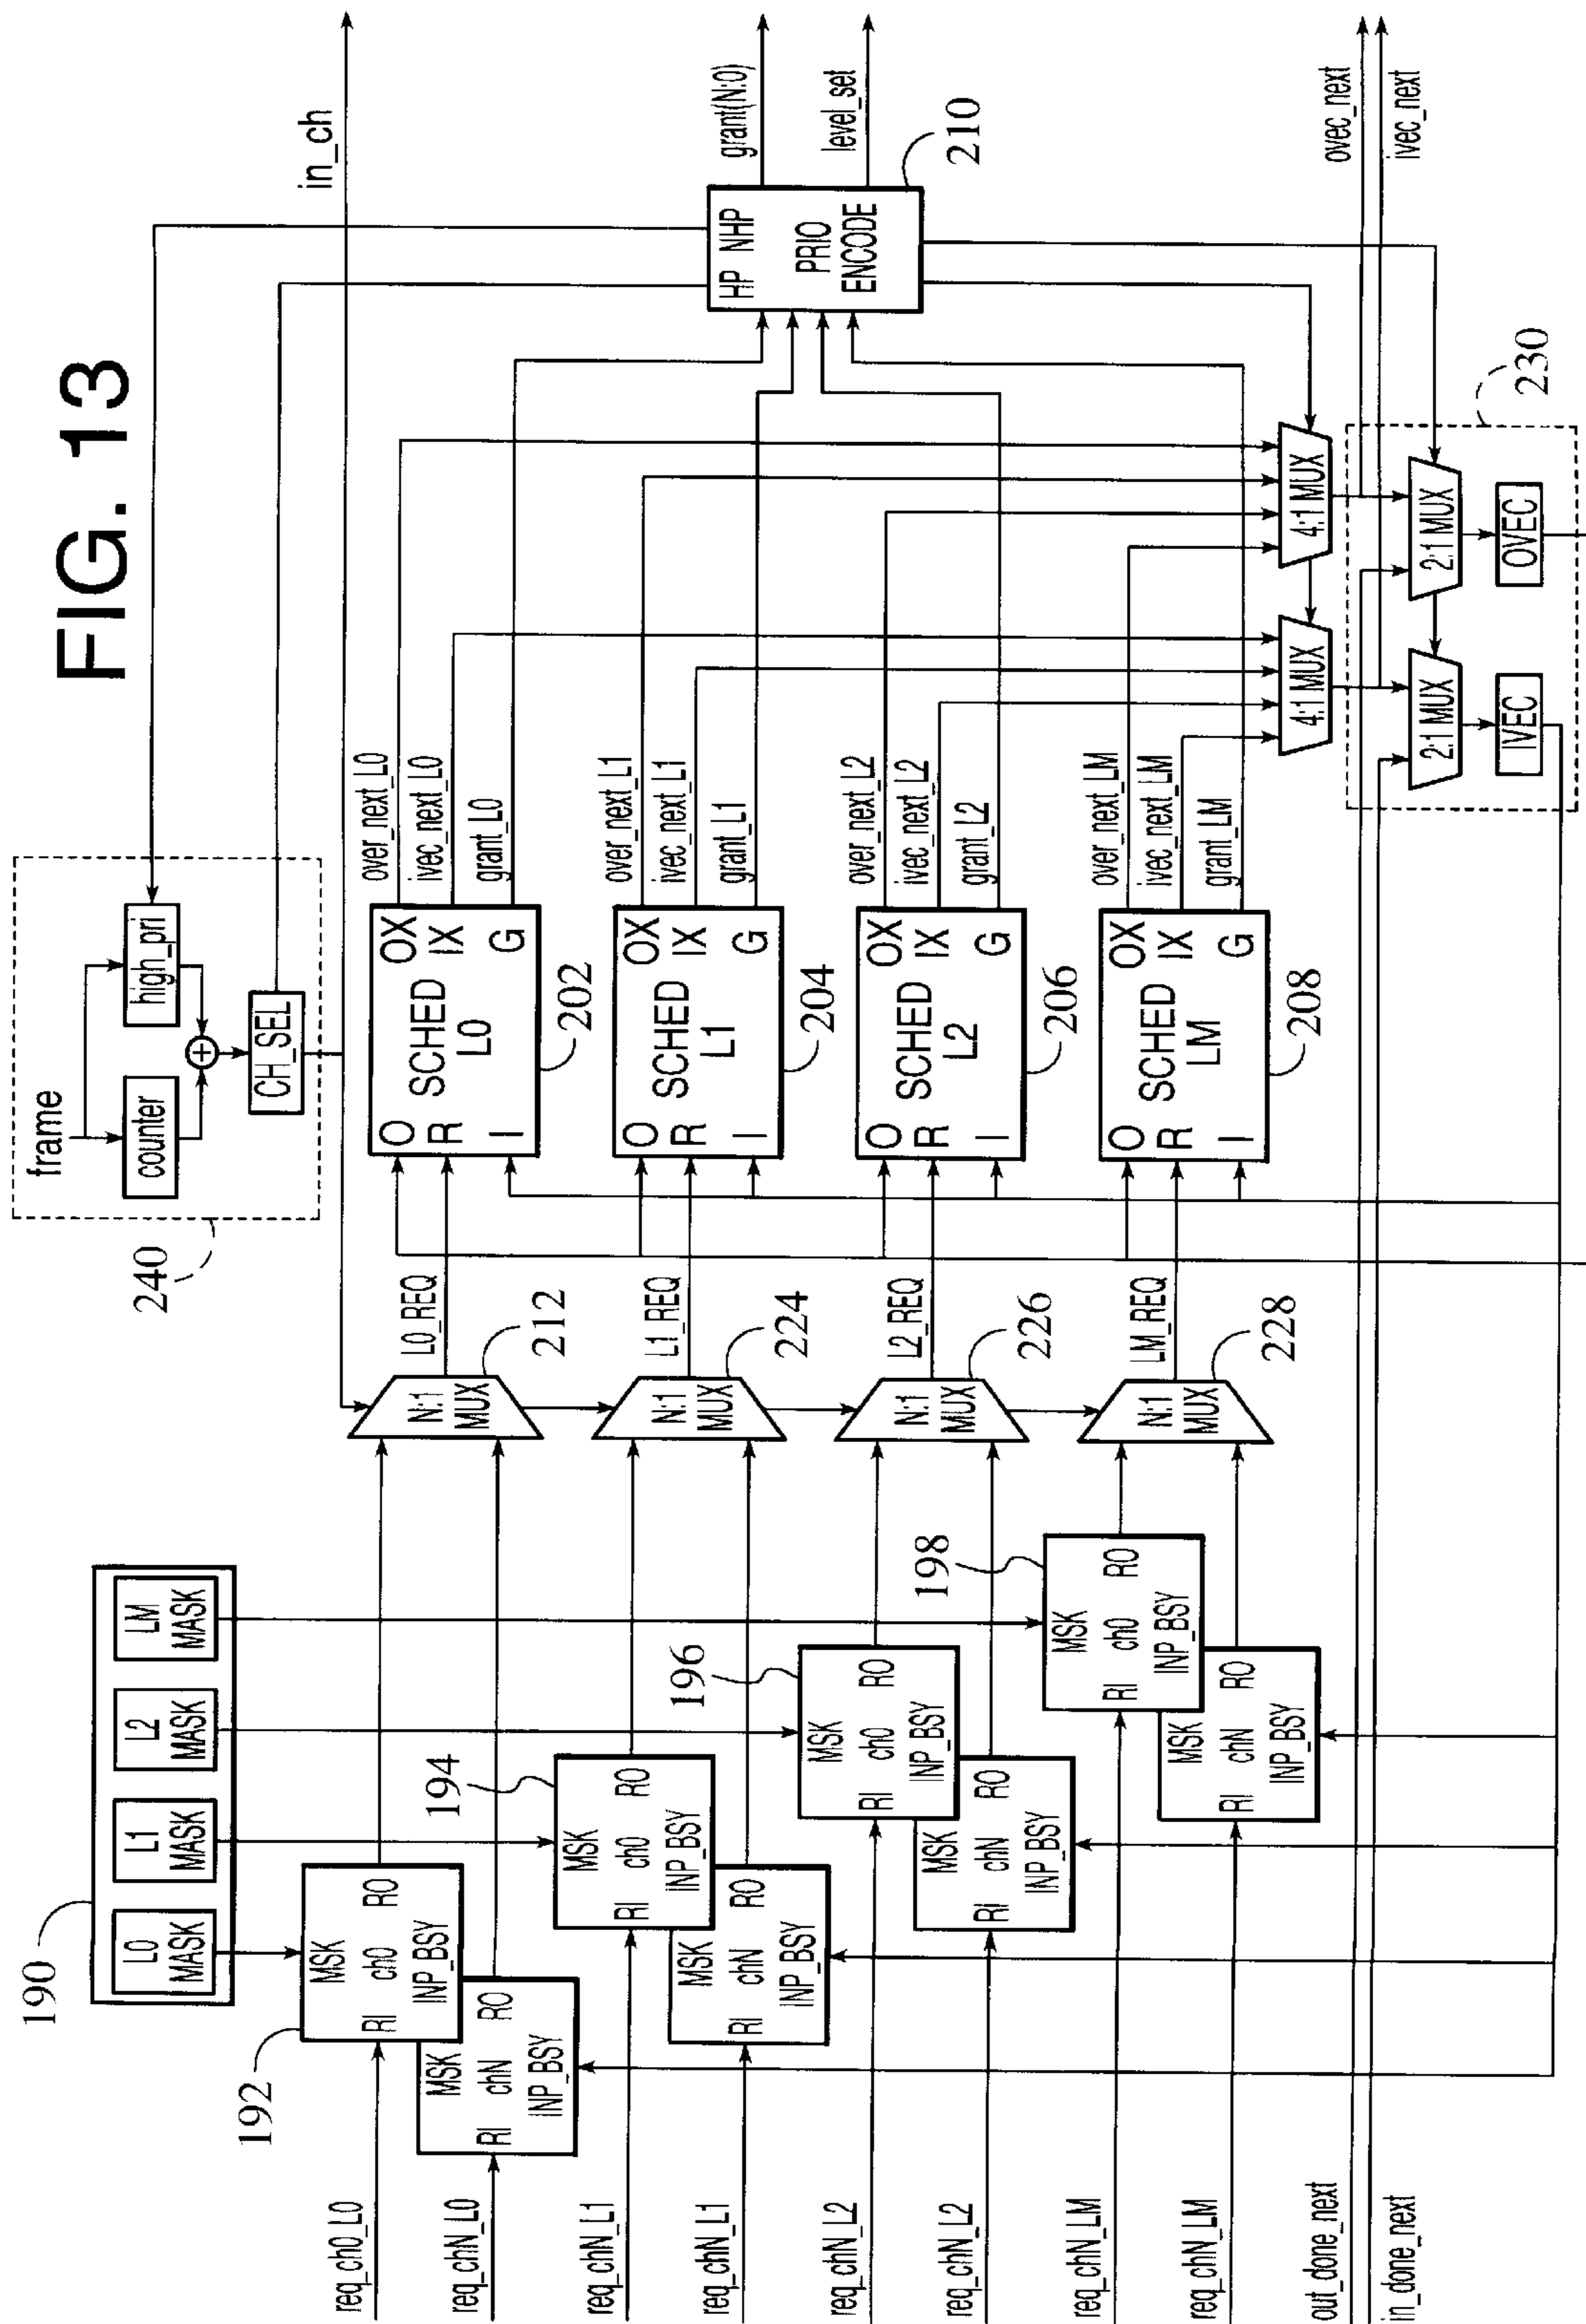 FIG. 13
190
L0 MASK
L1 MASK
L2 MASK
LM MASK
192
MSK
ch0
RI
RO
INP_BSY
MSK
chN
RI
RO
INP_BSY
194
MSK
ch0
RI
RO
INP_BSY
MSK
chN
RI
RO
INP_BSY
196
MSK
ch0
RI
RO
INP_BSY
MSK
chN
RI
RO
INP_BSY
198
MSK
ch0
RI
RO
INP_BSY
MSK
chN
RI
RO
INP_BSY
req_ch0_L0
req_chN_L0
req_chN_L1
req_chN_L1
req_chN_L2
req_chN_L2
req_chN_LM
req_chN_LM
out_done_next
in_done_next
N:1
MUX
212
L0_REQ
N:1
MUX
224
L1_REQ
N:1
MUX
226
L2_REQ
N:1
MUX
228
LM_REQ
240
frame
counter
high_pri
+
CH_SEL
in_ch
O
R
I
SCHED
L0
OX
IX
G
202
over_next_L0
ivec_next_L0
grant_L0
O
R
I
SCHED
L1
OX
IX
G
204
over_next_L1
ivec_next_L1
grant_L1
O
R
I
SCHED
L2
OX
IX
G
206
over_next_L2
ivec_next_L2
grant_L2
O
R
I
SCHED
LM
OX
IX
G
208
over_next_LM
ivec_next_LM
grant_LM
HP NHP
PRIO
ENCODE
210
grant(N:0)
level_set
4:1 MUX
4:1 MUX
230
2:1 MUX
2:1 MUX
IVEC
OVEC
ovec_next
ivec_next